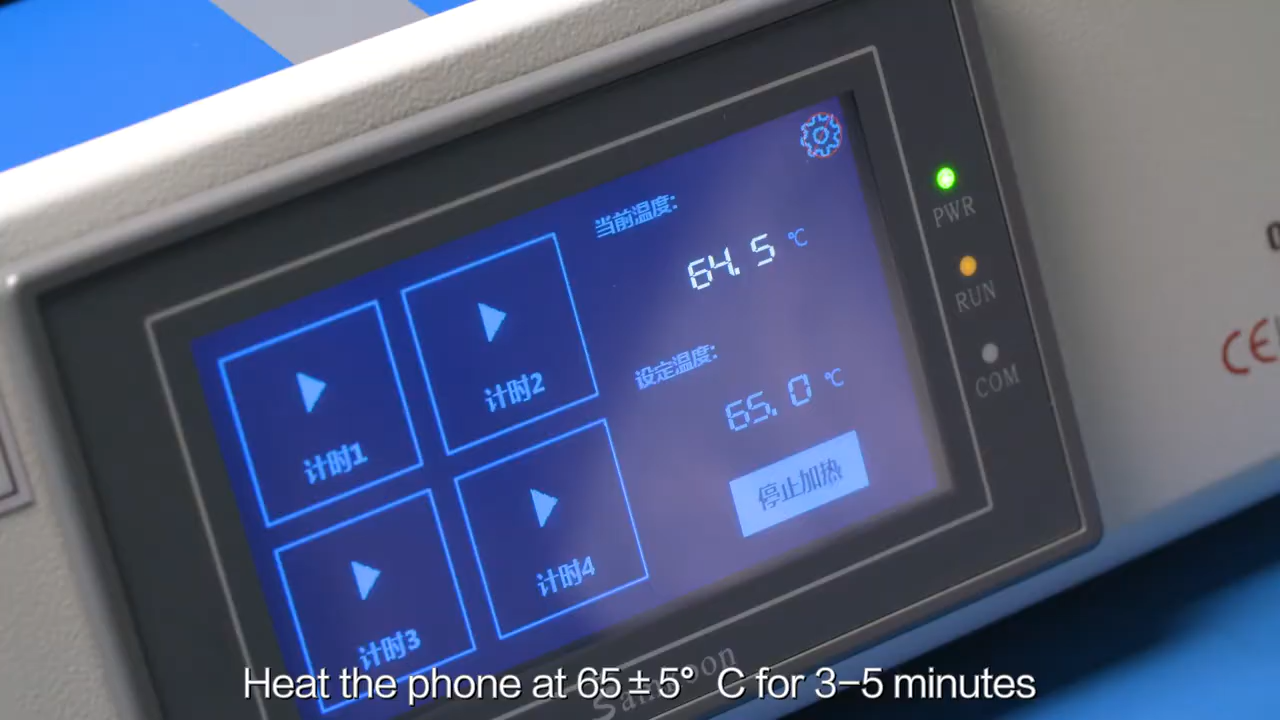 当前温度:
64.5 ℃
设定温度:
65.0 ℃
停止加热
计时1
计时2
计时3
计时4
PWR
RUN
COM
CE
Heat the phone at 65±5° C for 3-5 minutes